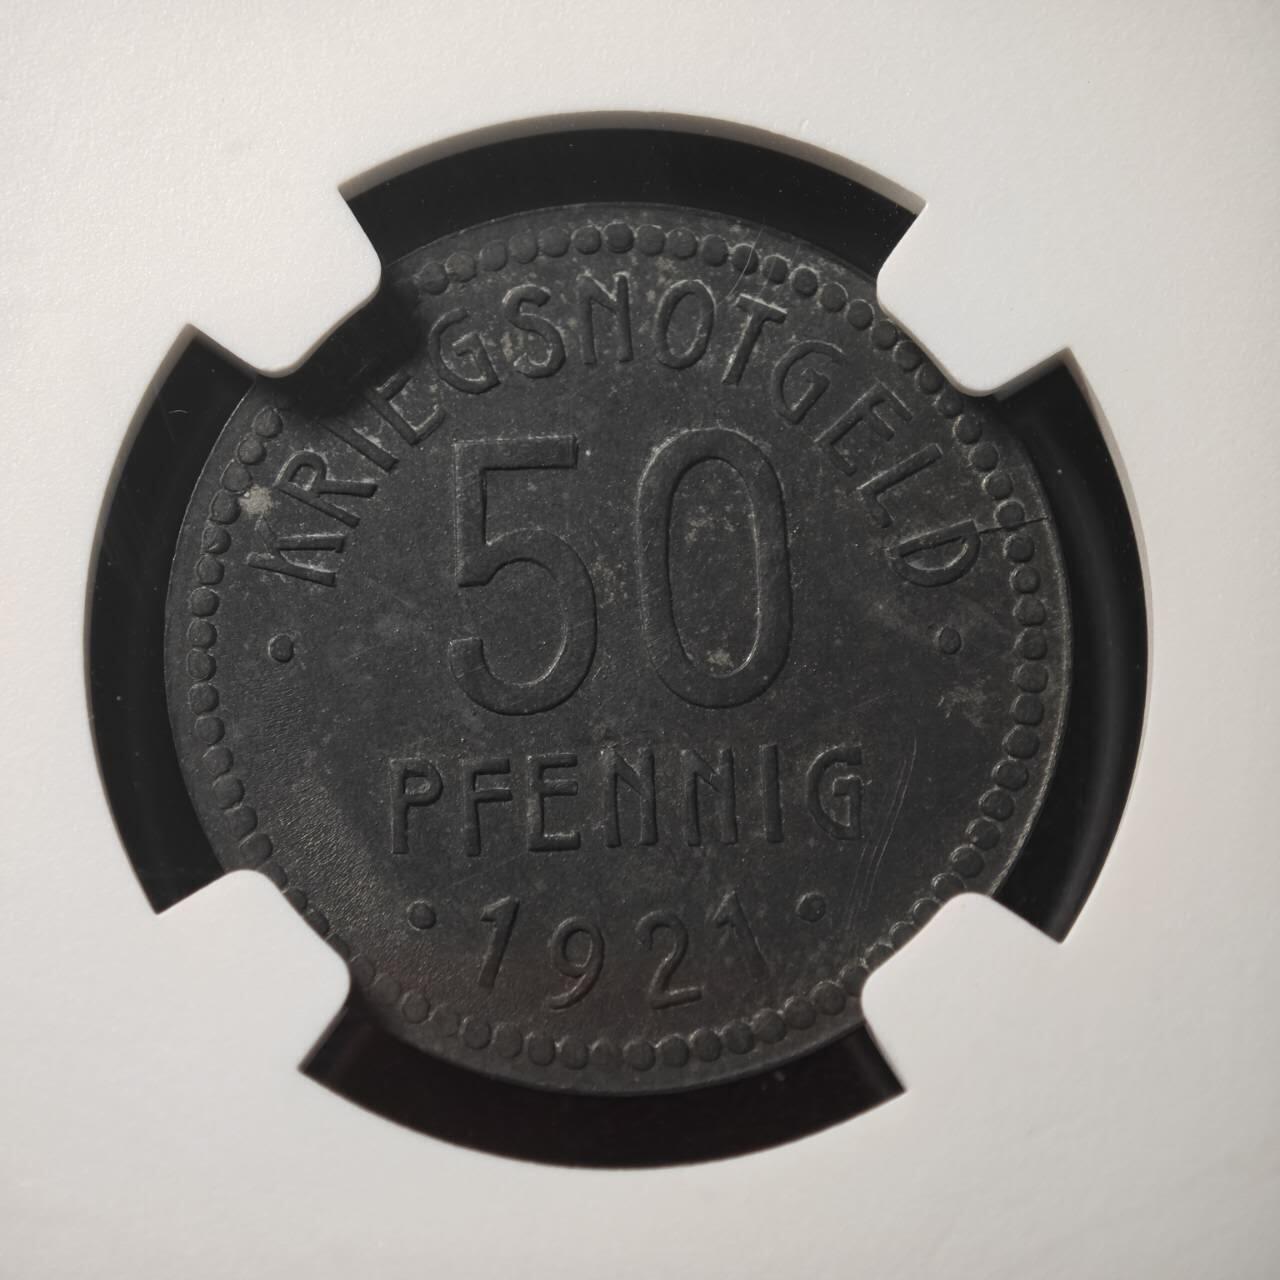 KRIEGSNOTGELD
50
PFENNIG
· 1921 ·